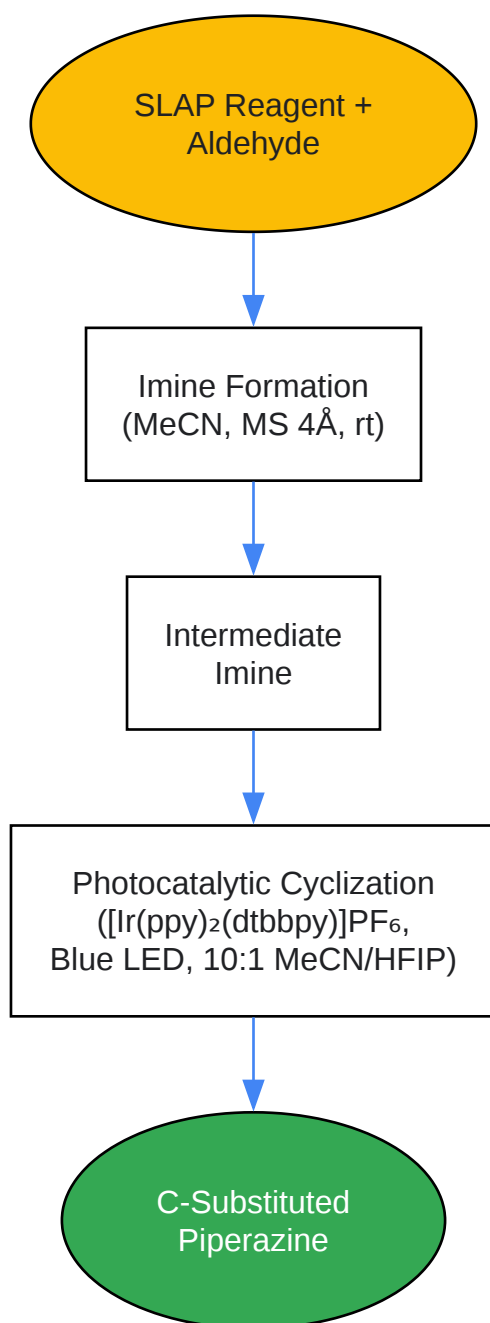 SLAP Reagent +
Aldehyde
Imine Formation
(MeCN, MS 4Å, rt)
Intermediate
Imine
Photocatalytic Cyclization
([Ir(ppy)₂(dtbbpy)]PF₆,
Blue LED, 10:1 MeCN/HFIP)
C-Substituted
Piperazine